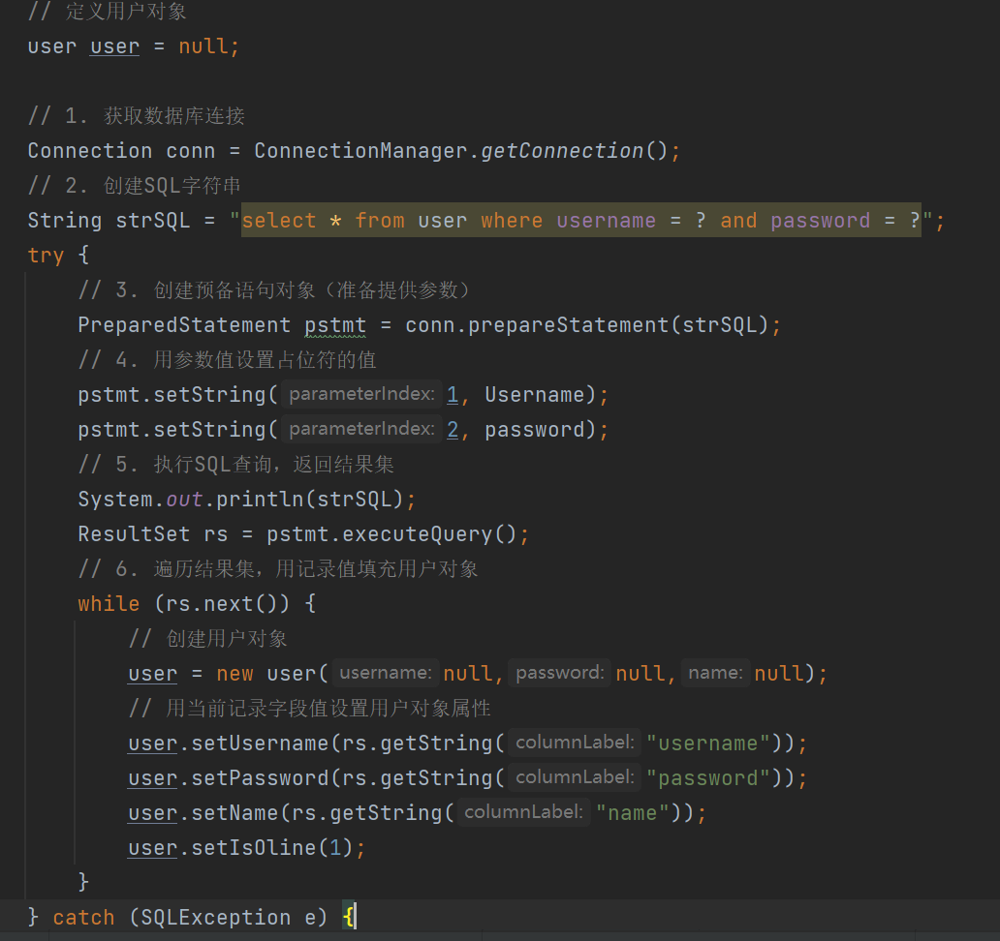 // 定义用户对象
user user = null;
// 1. 获取数据库连接
Connection conn = ConnectionManager.getConnection();
// 2. 创建SQL字符串
String strSQL = "select * from user where username = ? and password = ?";
try {
// 3. 创建预备语句对象（准备提供参数）
PreparedStatement pstmt = conn.prepareStatement(strSQL);
// 4. 用参数值设置占位符的值
pstmt.setString( parameterIndex: 1, Username);
pstmt.setString( parameterIndex: 2, password);
// 5. 执行SQL查询，返回结果集
System.out.println(strSQL);
ResultSet rs = pstmt.executeQuery();
// 6. 遍历结果集，用记录值填充用户对象
while (rs.next()) {
// 创建用户对象
user = new user( username: null, password: null, name: null);
// 用当前记录字段值设置用户对象属性
user.setUsername(rs.getString( columnLabel: "username"));
user.setPassword(rs.getString( columnLabel: "password"));
user.setName(rs.getString( columnLabel: "name"));
user.setIsOline(1);
}
} catch (SQLException e) {